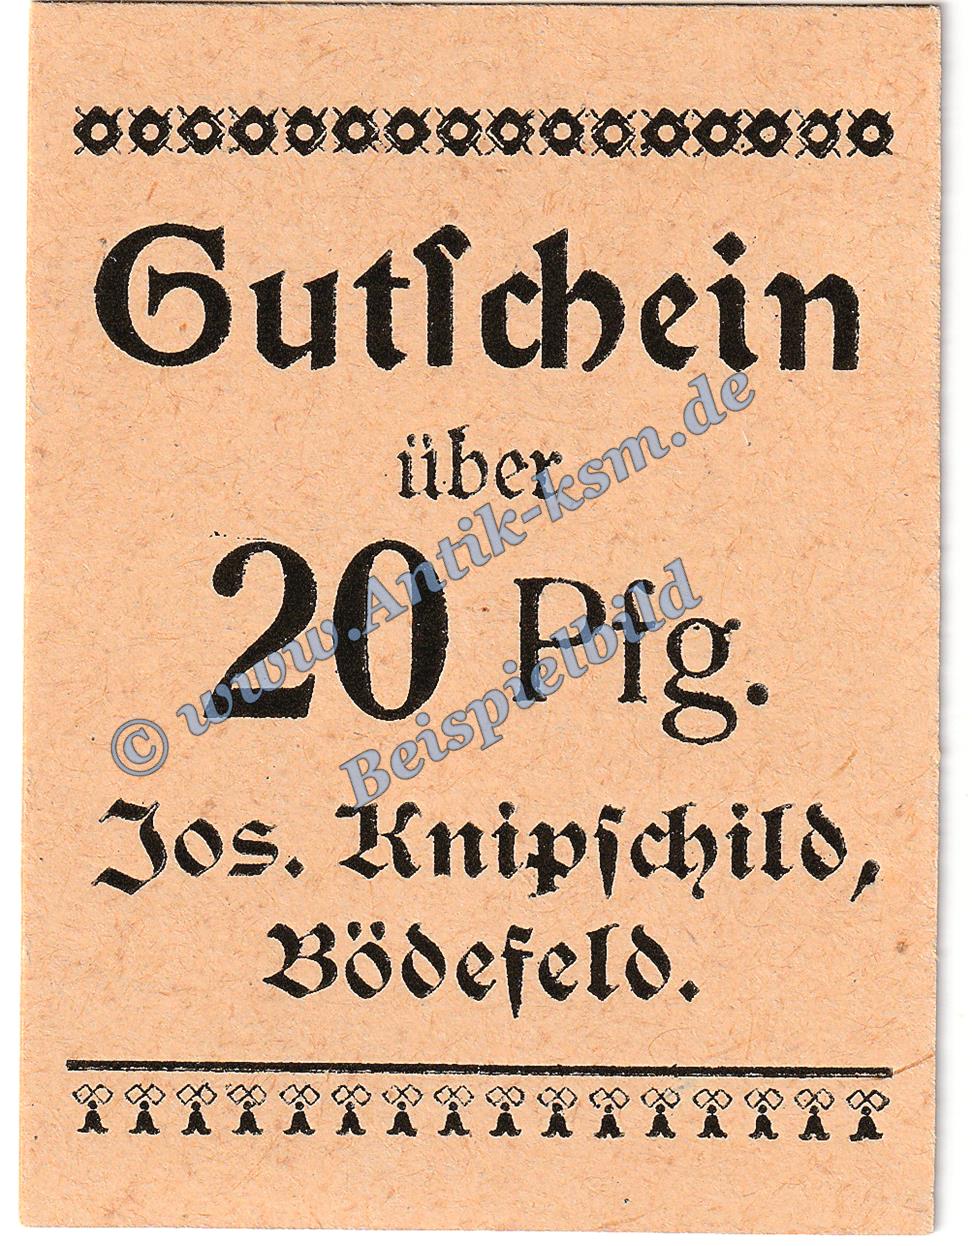 Gutſchein
über
20 Pfg.
Jos. Knipſchild,
Bödefeld.
© www.Antik-ksm.de
Beispielbild